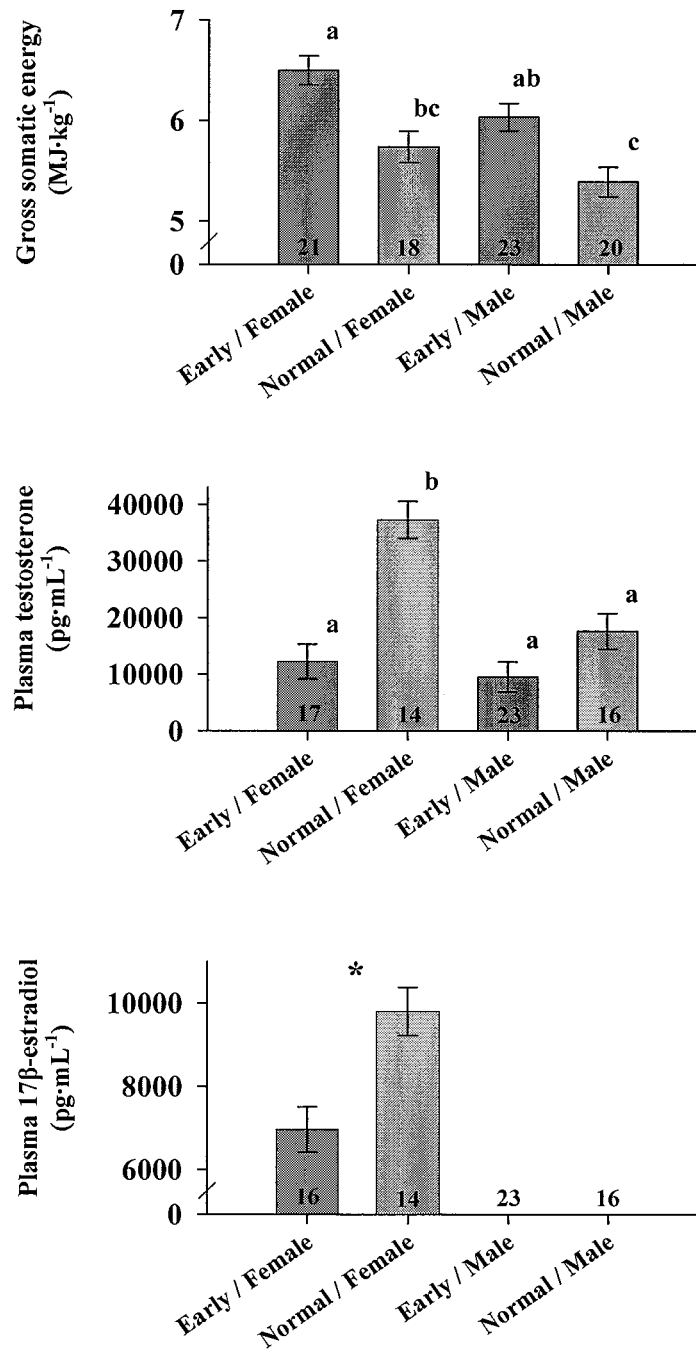 Gross somatic energy
(MJ·kg⁻¹)
7
6
5
0
a
bc
ab
c
21
18
23
20
Early / Female
Normal / Female
Early / Male
Normal / Male
Plasma testosterone
(pg·mL⁻¹)
40000
30000
20000
10000
0
a
b
a
a
17
14
23
16
Early / Female
Normal / Female
Early / Male
Normal / Male
Plasma 17β-estradiol
(pg·mL⁻¹)
10000
8000
6000
0
*
16
14
23
16
Early / Female
Normal / Female
Early / Male
Normal / Male